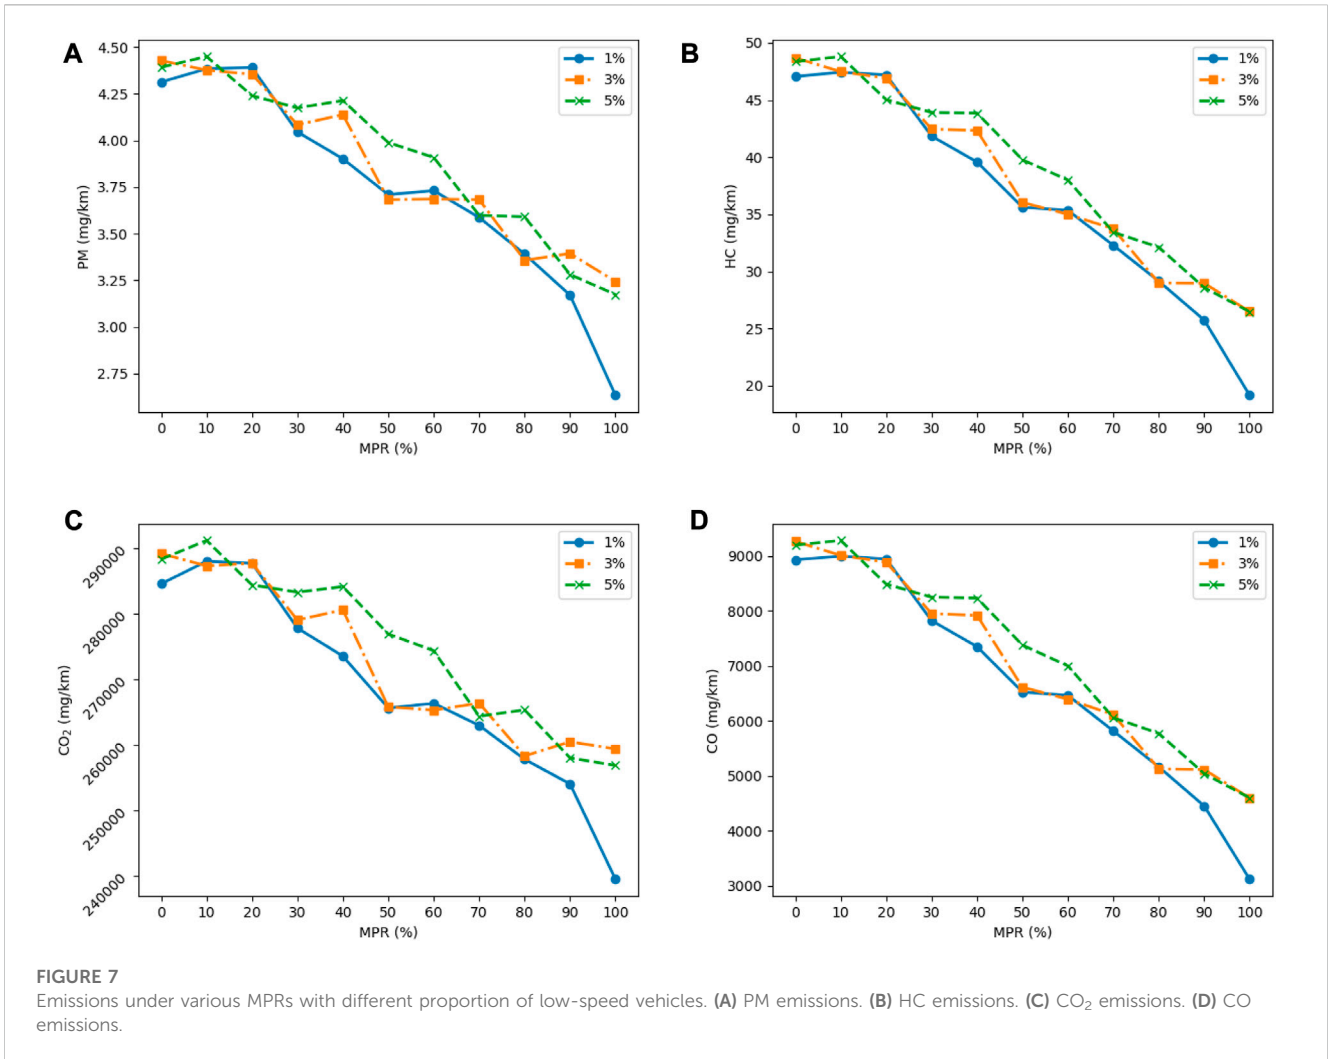 A
4.50
4.25
4.00
3.75
3.50
3.25
3.00
2.75
PM (mg/km)
1%
3%
5%
0 10 20 30 40 50 60 70 80 90 100
MPR (%)
B
50
45
40
35
30
25
20
HC (mg/km)
1%
3%
5%
0 10 20 30 40 50 60 70 80 90 100
MPR (%)
C
290000
280000
270000
260000
250000
240000
CO₂ (mg/km)
1%
3%
5%
0 10 20 30 40 50 60 70 80 90 100
MPR (%)
D
9000
8000
7000
6000
5000
4000
3000
CO (mg/km)
1%
3%
5%
0 10 20 30 40 50 60 70 80 90 100
MPR (%)
FIGURE 7
Emissions under various MPRs with different proportion of low-speed vehicles. (A) PM emissions. (B) HC emissions. (C) CO₂ emissions. (D) CO
emissions.